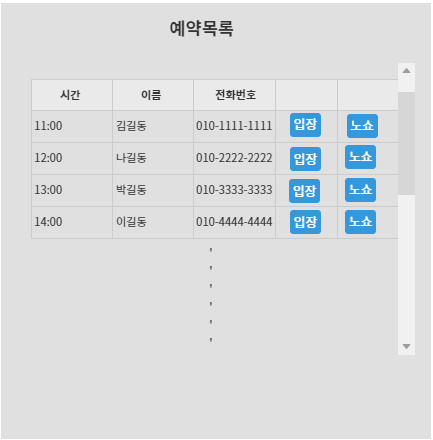 예약목록
시간 이름 전화번호
11:00 김길동 010-1111-1111 입장 노쇼
12:00 나길동 010-2222-2222 입장 노쇼
13:00 박길동 010-3333-3333 입장 노쇼
14:00 이길동 010-4444-4444 입장 노쇼
'
'
'
'
'
'